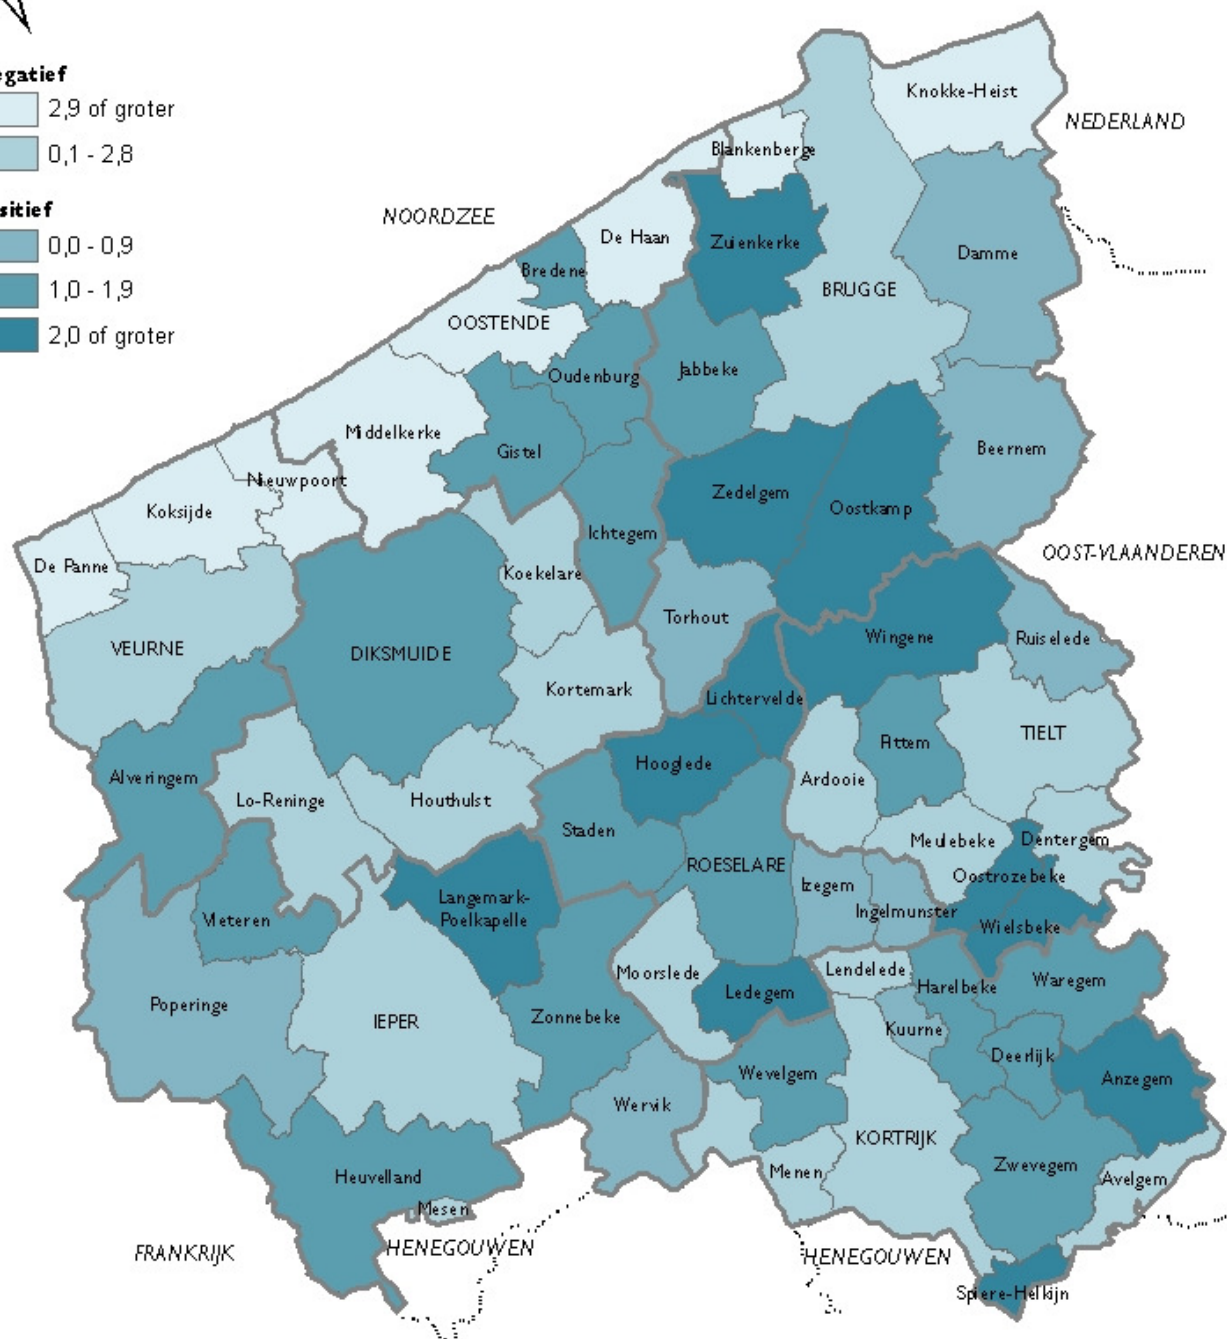 egatief
2,9 of groter
0,1 - 2,8
sitief
0,0 - 0,9
1,0 - 1,9
2,0 of groter
Knokke-Heist
NEDERLAND
Blankenberge
NOORDZEE
De Haan
Zuienkerke
Damme
Bredene
BRUGGE
OOSTENDE
Oudenburg
Jabbeke
Middelkerke
Gistel
Beernem
Nieuwpoort
Zedelgem
Koksijde
Oostkamp
Ichtegem
OOST-VLAANDEREN
De Panne
Koekelare
Torhout
VEURNE
DIKSMUIDE
Wingene
Ruiselede
Kortemark
Lichtervelde
TIELT
Pittem
Hooglede
Alveringem
Ardooie
Lo-Reninge
Houthulst
Staden
Meulebeke
Dentergem
ROESELARE
Oostrozebeke
Izegem
Langemark-
Poelkapelle
Ingelmunster
Vleteren
Wielsbeke
Moorslede
Lendelede
Waregem
Harelbeke
Ledegem
Poperinge
Zonnebeke
IEPER
Kuurne
Deerlijk
Wevelgem
Anzegem
Wervik
KORTRIJK
Zwevegem
Menen
Heuvelland
Avelgem
Mesen
FRANKRIJK
HENEGOUWEN
HENEGOUWEN
Spiere-Helkijn